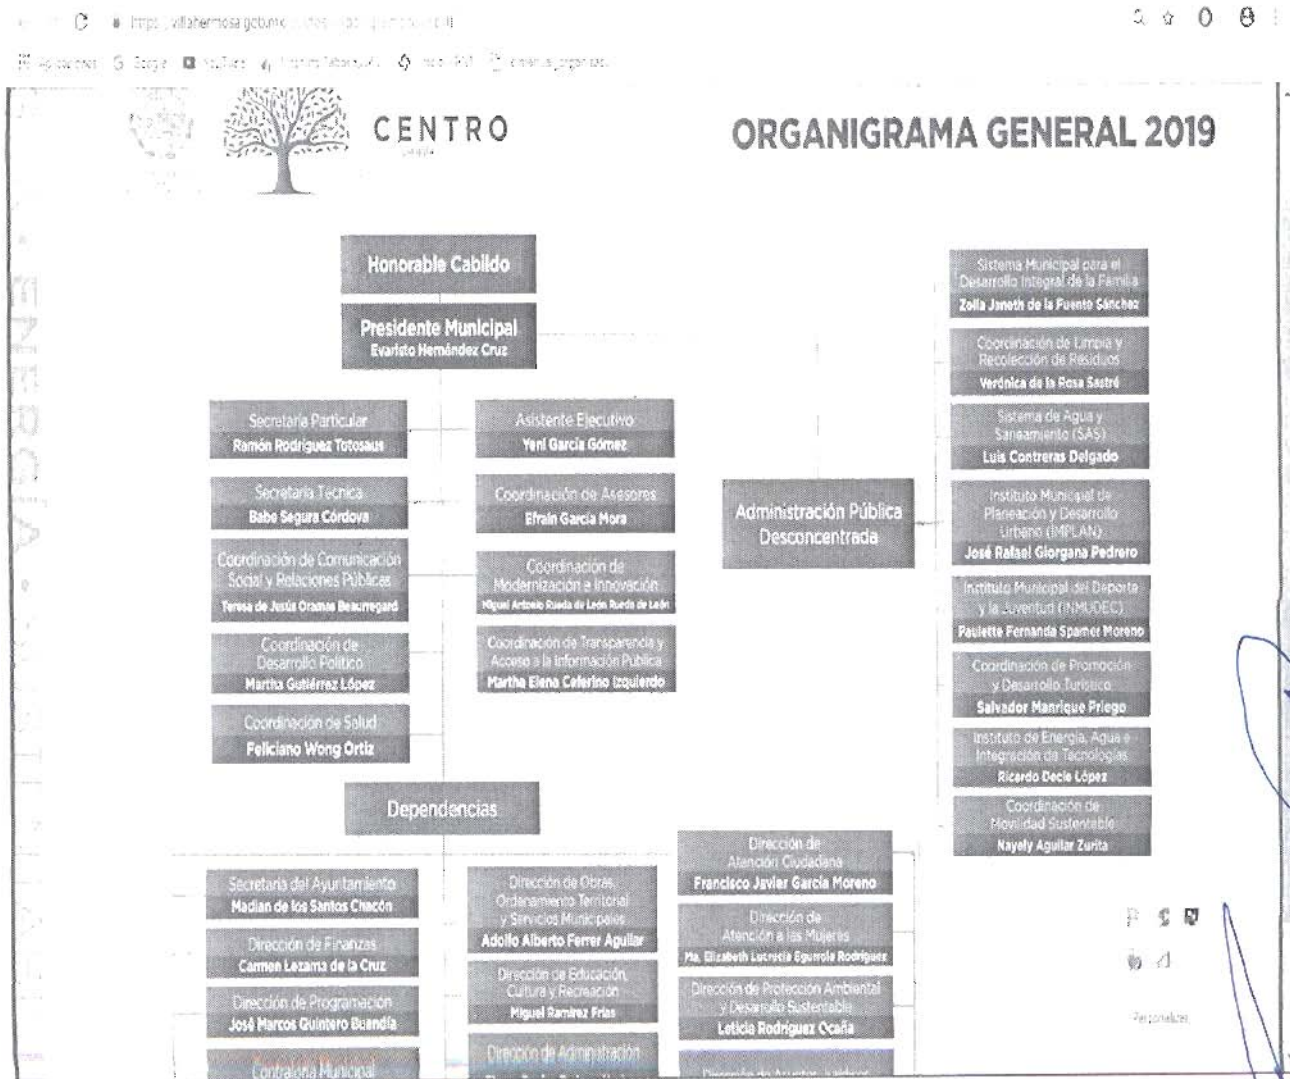 CENTRO
ORGANIGRAMA GENERAL 2019
Honorable Cabildo
Presidente Municipal
Evaristo Hernández Cruz
Secretaría Particular
Ramón Rodríguez Totosaus
Asistente Ejecutivo
Yeni García Gómez
Secretaría Técnica
Babe Segura Córdova
Coordinación de Asesores
Efraín García Mora
Coordinación de Comunicación
Social y Relaciones Públicas
Teresa de Jesús Oramas Beaurregard
Coordinación de
Modernización e Innovación
Miguel Antonio Rueda de León Rueda de León
Coordinación de
Desarrollo Político
Martha Gutiérrez López
Coordinación de Transparencia y
Acceso a la Información Pública
Martha Elena Ceferino Izquierdo
Coordinación de Salud
Feliciano Wong Ortiz
Administración Pública
Desconcentrada
Sistema Municipal para el
Desarrollo Integral de la Familia
Zoila Janeth de la Fuente Sánchez
Coordinación de Limpia y
Recolección de Residuos
Verónica de la Rosa Sastré
Sistema de Agua y
Saneamiento (SAS)
Luis Contreras Delgado
Instituto Municipal de
Planeación y Desarrollo
Urbano (IMPLAN)
José Rafael Giorgana Pedrero
Instituto Municipal del Deporte
y la Juventud (INMUDEC)
Paulette Fernanda Spamer Moreno
Coordinación de Promoción
y Desarrollo Turístico
Salvador Manrique Priego
Instituto de Energía, Agua e
Integración de Tecnologías
Ricardo Decle López
Coordinación de
Movilidad Sustentable
Nayely Aguilar Zurita
Dependencias
Secretaría del Ayuntamiento
Madian de los Santos Chacón
Dirección de Finanzas
Carmen Lezama de la Cruz
Dirección de Programación
José Marcos Quintero Buendía
Contraloría Municipal
Dirección de Obras,
Ordenamiento Territorial
y Servicios Municipales
Adolfo Alberto Ferrer Aguilar
Dirección de Educación,
Cultura y Recreación
Miguel Ramírez Frías
Dirección de Administración
Dirección de
Atención Ciudadana
Francisco Javier García Moreno
Dirección de
Atención a las Mujeres
Ma. Elizabeth Lucrecia Egurrola Rodríguez
Dirección de Protección Ambiental
y Desarrollo Sustentable
Leticia Rodríguez Ocaña
Dirección de Asuntos Jurídicos
Personalizar
ENERGÍA